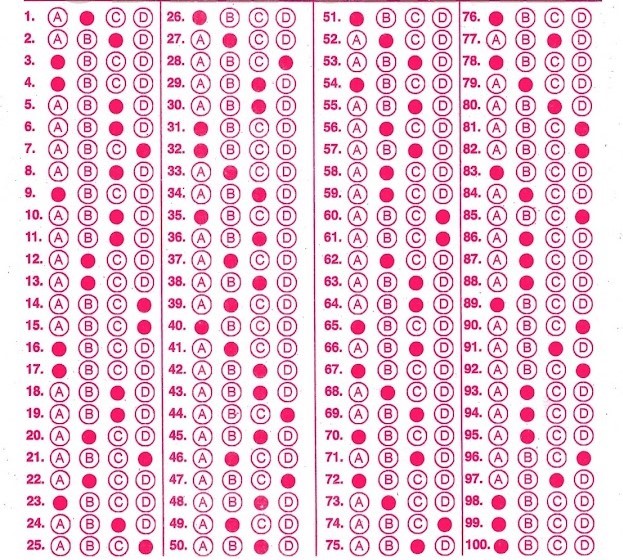 1. A C D
2. A B D
3. B C D
4. B C D
5. A B D
6. A B D
7. A B C
8. A B D
9. B C D
10. A B D
11. A B D
12. A C D
13. A C D
14. A B C
15. A B C
16. B C D
17. B C D
18. A B D
19. A B D
20. A C D
21. A B C
22. A C D
23. B C D
24. A B D
25. A B C
26. B C D
27. A C D
28. A B C
29. A B D
30. A B D
31. B C D
32. B C D
33. A C D
34. A B D
35. B C D
36. A B D
37. A C D
38. A B D
39. A C D
40. B C D
41. A C D
42. A B D
43. A B D
44. A B C
45. A B D
46. A C D
47. A B C
48. A B D
49. A C D
50. A B D
51. B C D
52. A C D
53. A B D
54. B C D
55. A B D
56. A C D
57. A B D
58. A C D
59. A C D
60. A B C
61. A B C
62. A C D
63. A B D
64. A B D
65. B C D
66. A B D
67. B C D
68. A C D
69. A B D
70. B C D
71. A B D
72. B C D
73. A C D
74. A B C
75. A B D
76. B C D
77. A B D
78. B C D
79. A C D
80. A B D
81. A B C
82. A B C
83. B C D
84. A C D
85. A B C
86. A C D
87. A C D
88. A C D
89. B C D
90. A B C
91. A B D
92. A B C
93. A C D
94. A C D
95. A C D
96. A B C
97. A B D
98. B C D
99. B C D
100. B C D